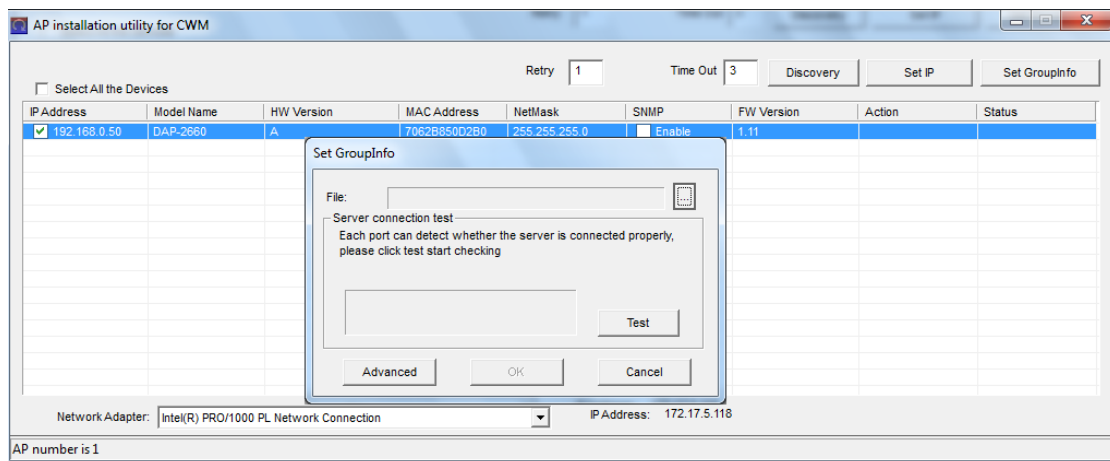 AP installation utility for CWM
Retry 1 Time Out 3 Discovery Set IP Set GroupInfo
Select All the Devices
IP Address Model Name HW Version MAC Address NetMask SNMP FW Version Action Status
192.168.0.50 DAP-2660 A 7062B850D2B0 255.255.255.0 Enable 1.11
Set GroupInfo
File: ...
Server connection test
Each port can detect whether the server is connected properly,
please click test start checking
Test
Advanced OK Cancel
Network Adapter: Intel(R) PRO/1000 PL Network Connection IP Address: 172.17.5.118
AP number is 1